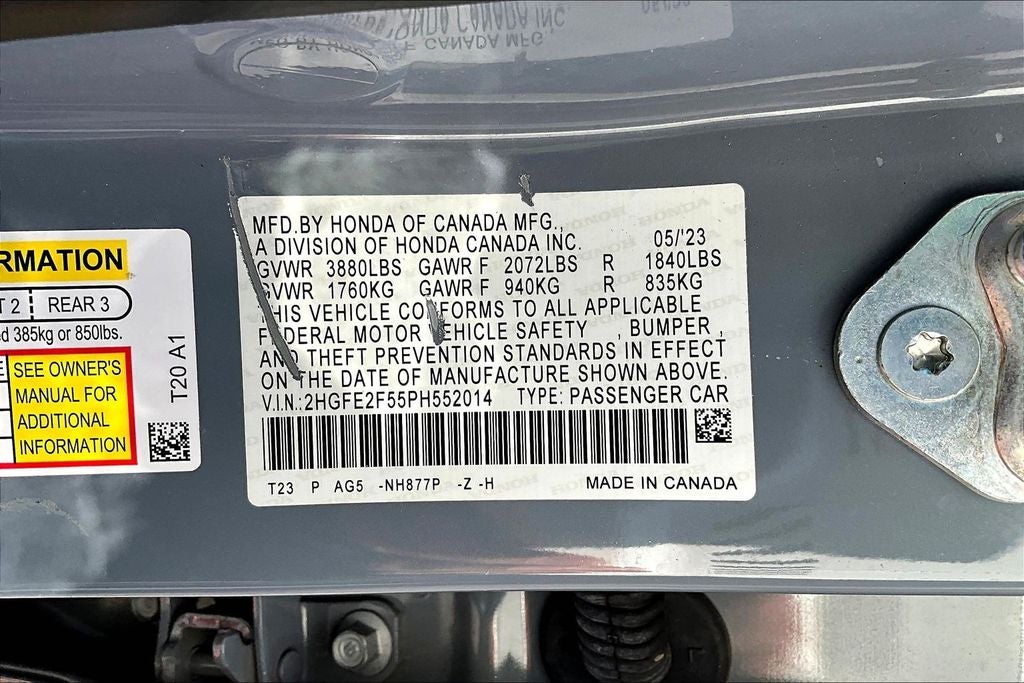 RMATION
T 2 REAR 3
ed 385kg or 850lbs.
SEE OWNER'S
MANUAL FOR
ADDITIONAL
INFORMATION
T20 A1
MFD.BY HONDA OF CANADA MFG.,
A DIVISION OF HONDA CANADA INC. 05/'23
GVWR 3880LBS GAWR F 2072LBS R 1840LBS
GVWR 1760KG GAWR F 940KG R 835KG
THIS VEHICLE CONFORMS TO ALL APPLICABLE
FEDERAL MOTOR VEHICLE SAFETY , BUMPER ,
AND THEFT PREVENTION STANDARDS IN EFFECT
ON THE DATE OF MANUFACTURE SHOWN ABOVE.
V.I.N.:2HGFE2F55PH552014 TYPE: PASSENGER CAR
T23 P AG5 -NH877P -Z -H MADE IN CANADA